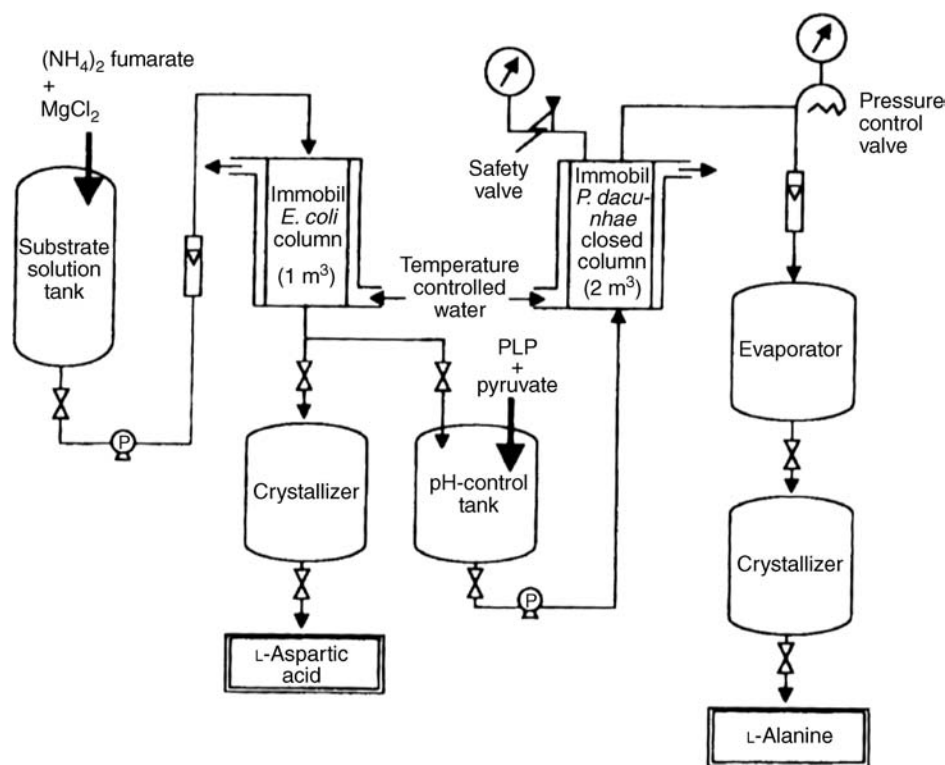 (NH4)2 fumarate
+
MgCl2
Substrate
solution
tank
P
Immobil
E. coli
column
(1 m³)
Temperature
controlled
water
Safety
valve
Immobil
P. dacu-
nhae
closed
column
(2 m³)
Pressure
control
valve
PLP
+
pyruvate
Crystallizer
pH-control
tank
P
Evaporator
Crystallizer
L-Aspartic
acid
L-Alanine